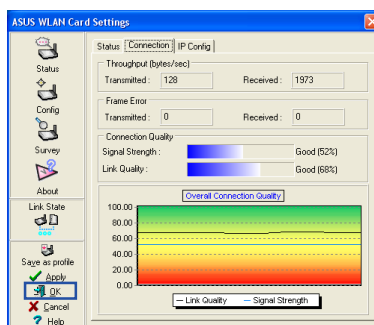 ASUS WLAN Card Settings
Status
Config
Survey
About
Link State
Save as profile
Apply
OK
Cancel
Help
Status Connection IP Config
Throughput (bytes/sec)
Transmitted : 128 Received : 1973
Frame Error
Transmitted : 0 Received : 0
Connection Quality
Signal Strength : Good (52%)
Link Quality : Good (68%)
Overall Connection Quality
100.00
80.00
60.00
40.00
20.00
0.00
Link Quality Signal Strength